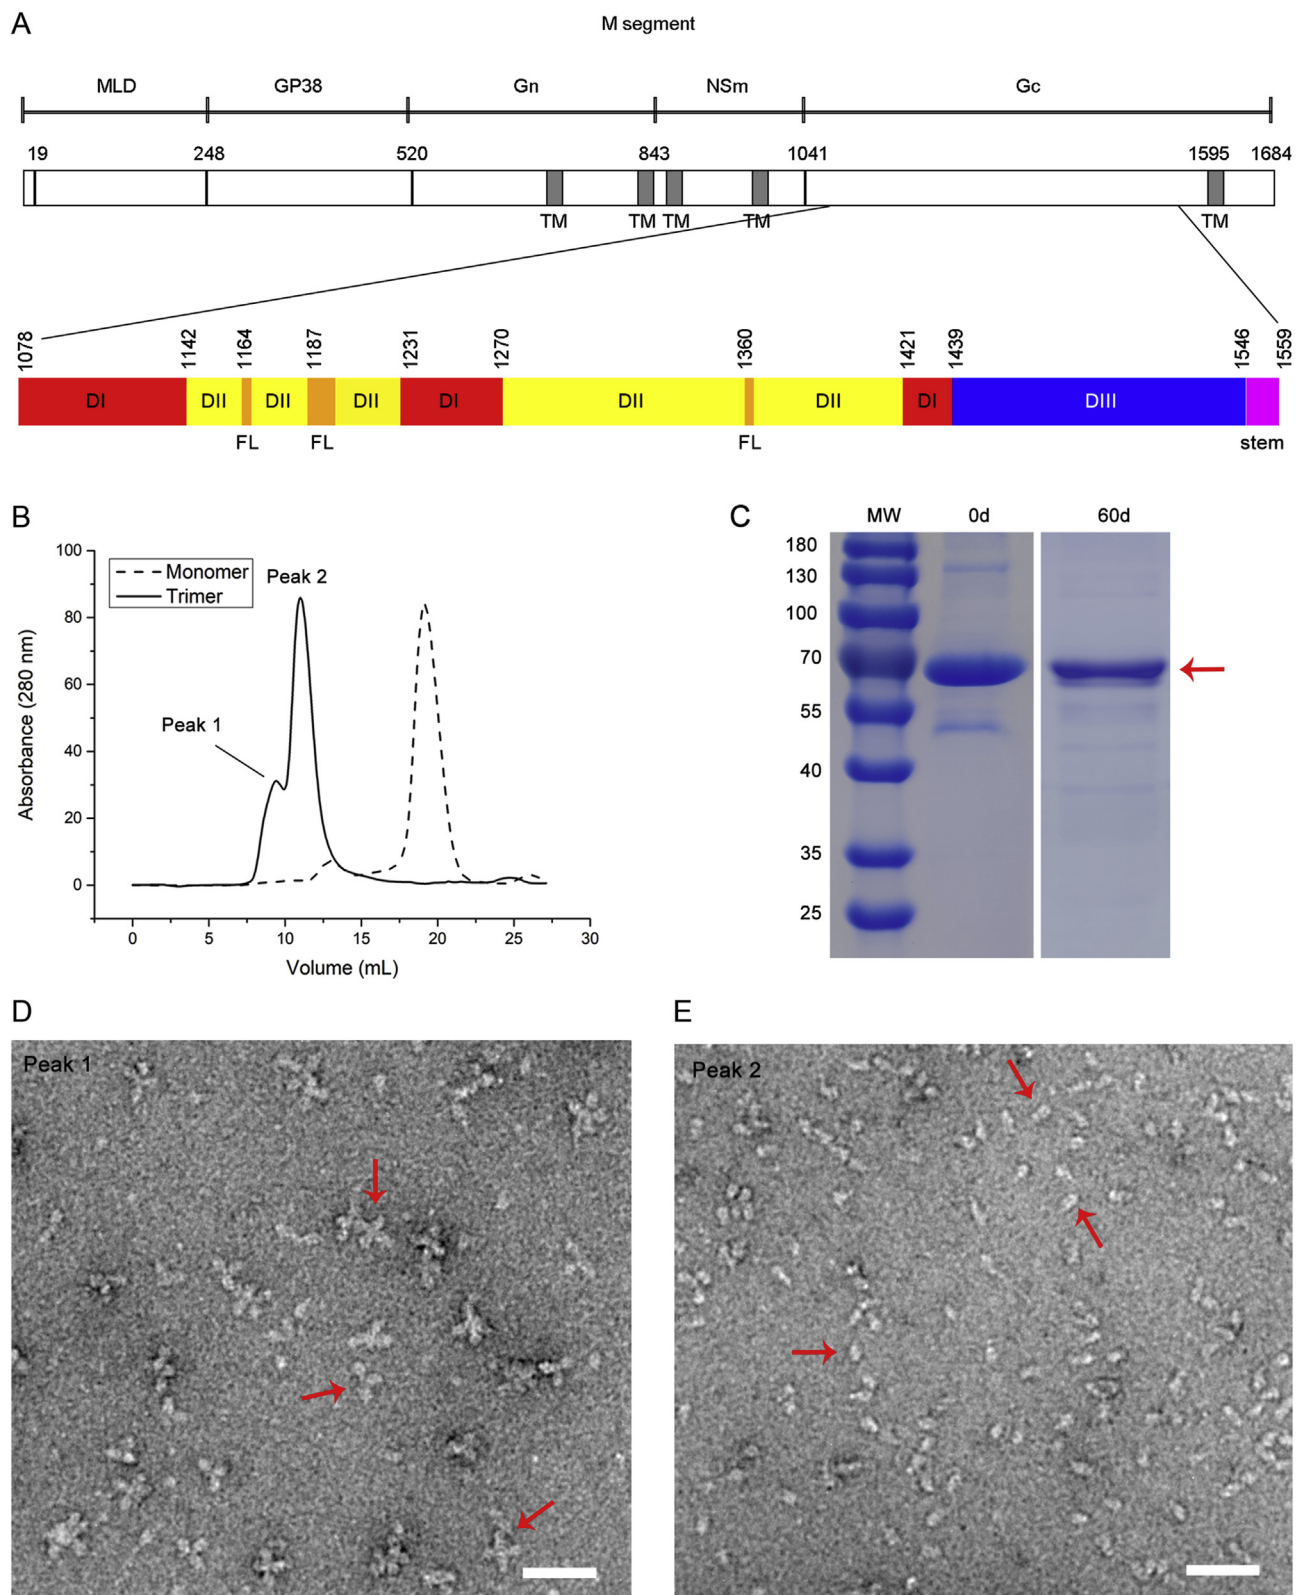 A
M segment
MLD GP38 Gn NSm Gc
19 248 520 843 1041 1595 1684
TM TM TM TM TM
1078 1142 1164 1187 1231 1270 1360 1421 1439 1546 1559
DI DII DII DII DI DII DII DI DIII
FL FL FL stem
B
100
80
60
40
20
0
Absorbance (280 nm)
Monomer
Trimer
Peak 2
Peak 1
0 5 10 15 20 25 30
Volume (mL)
C
MW 0d 60d
180
130
100
70
55
40
35
25
D
Peak 1
E
Peak 2